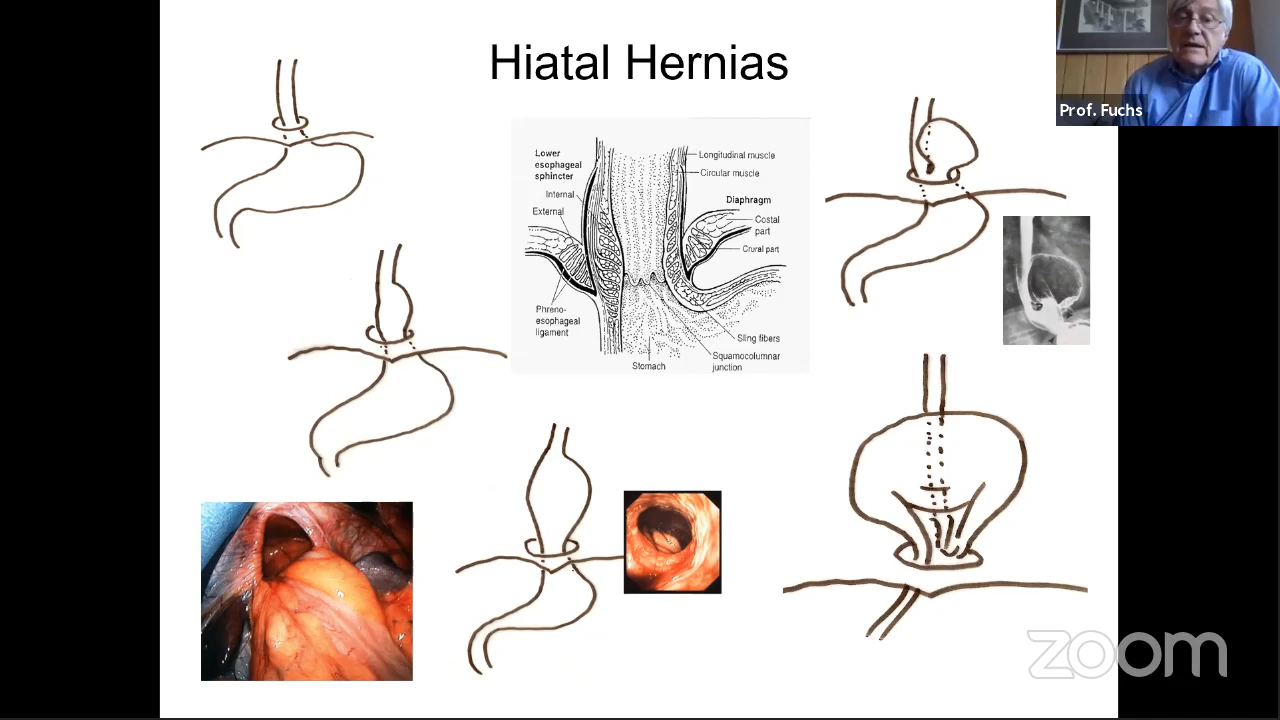 Hiatal Hernias
Prof. Fuchs
Lower
esophageal
sphincter
Internal
External
Phreno-
esophageal
ligament
Stomach
Longitudinal muscle
Circular muscle
Diaphragm
Costal
part
Crural part
Sling fibers
Squamocolumnar
junction
zoom